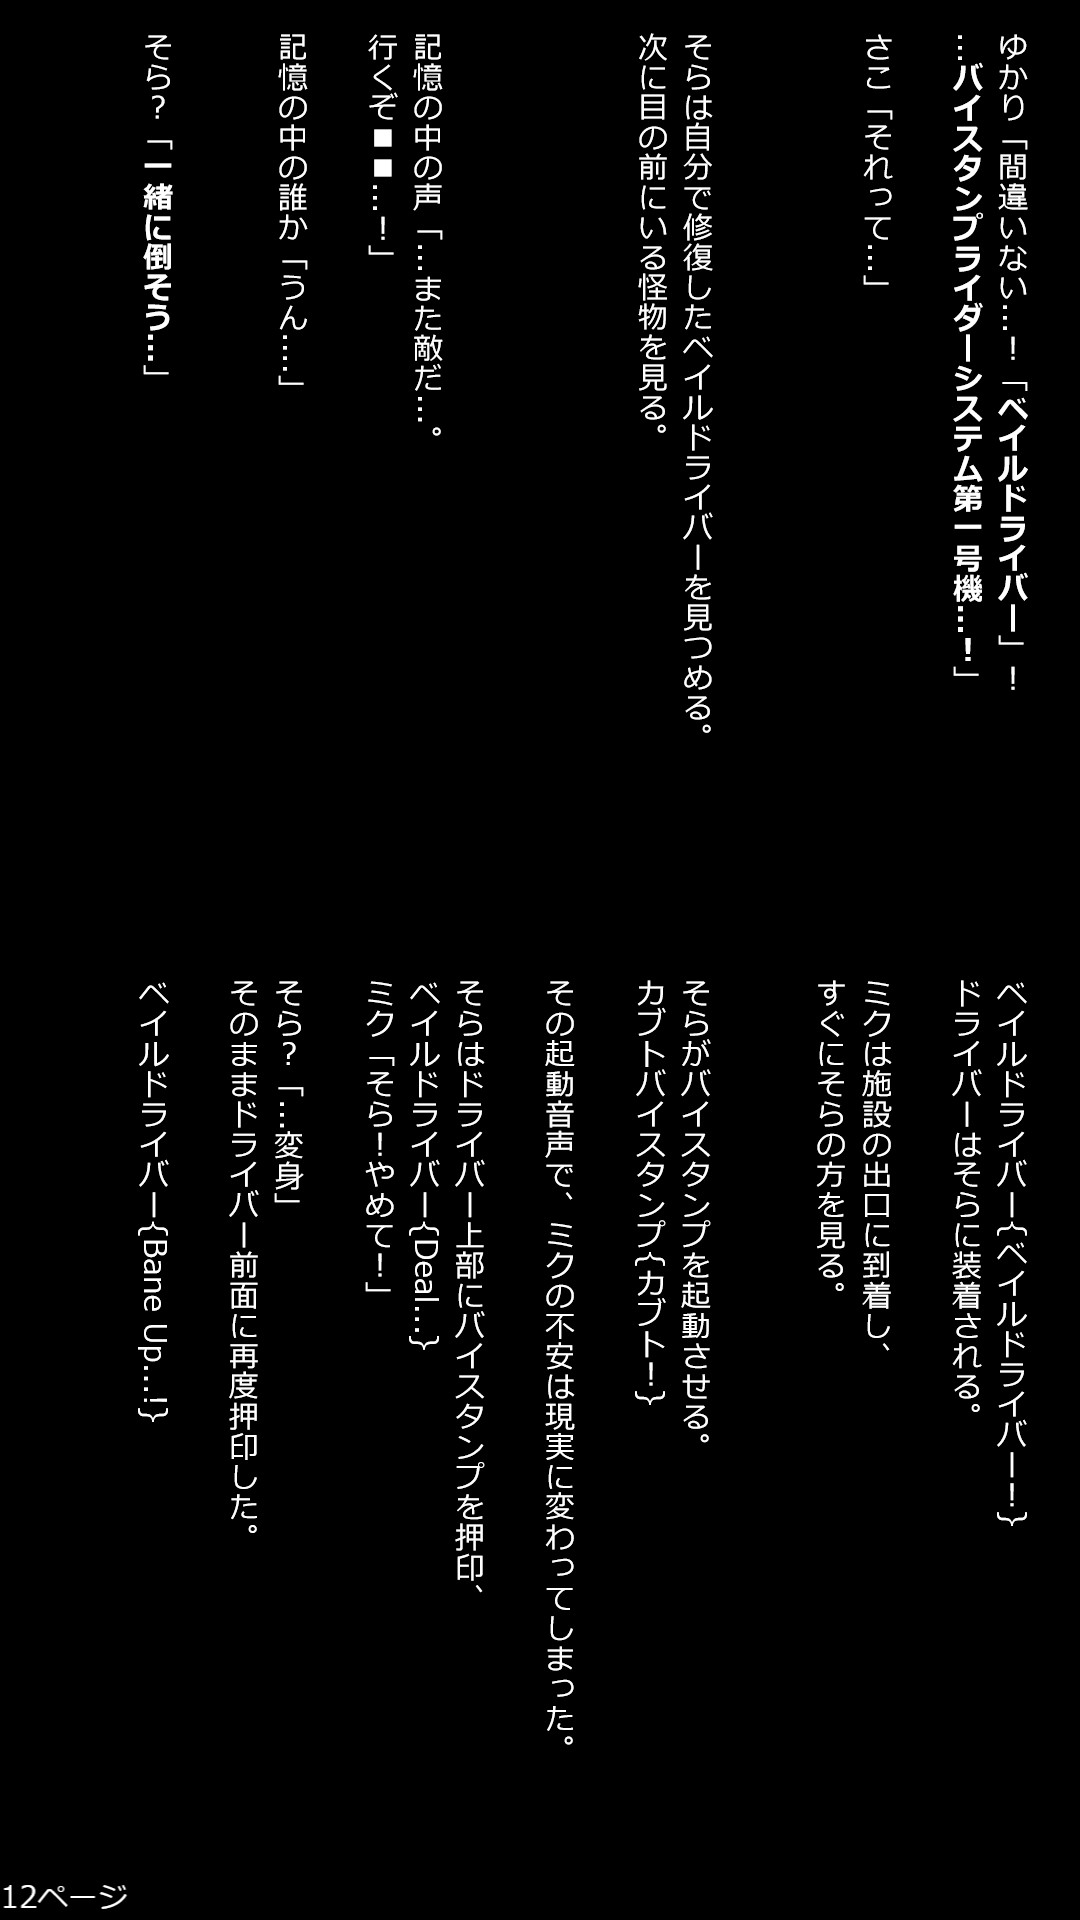 ゆかり「間違いない…！「ベイルドライバー」！
…バイスタンプライダーシステム第一号機…！」
さこ「それって…」
そらは自分で修復したベイルドライバーを見つめる。
次に目の前にいる怪物を見る。
記憶の中の声「…また敵だ…。
行くぞ■■…！」
記憶の中の誰か「うん….」
そら？「一緒に倒そう…」
ベイルドライバー{ベイルドライバー！}
ドライバーはそらに装着される。
ミクは施設の出口に到着し、
すぐにそらの方を見る。
そらがバイスタンプを起動させる。
カブトバイスタンプ{カブト！}
その起動音声で、ミクの不安は現実に変わってしまった。
そらはドライバー上部にバイスタンプを押印、
ベイルドライバー{Deal…}
ミク「そら！やめて！」
そら？「…変身」
そのままドライバー前面に再度押印した。
ベイルドライバー{Bane Up…!}
12ページ